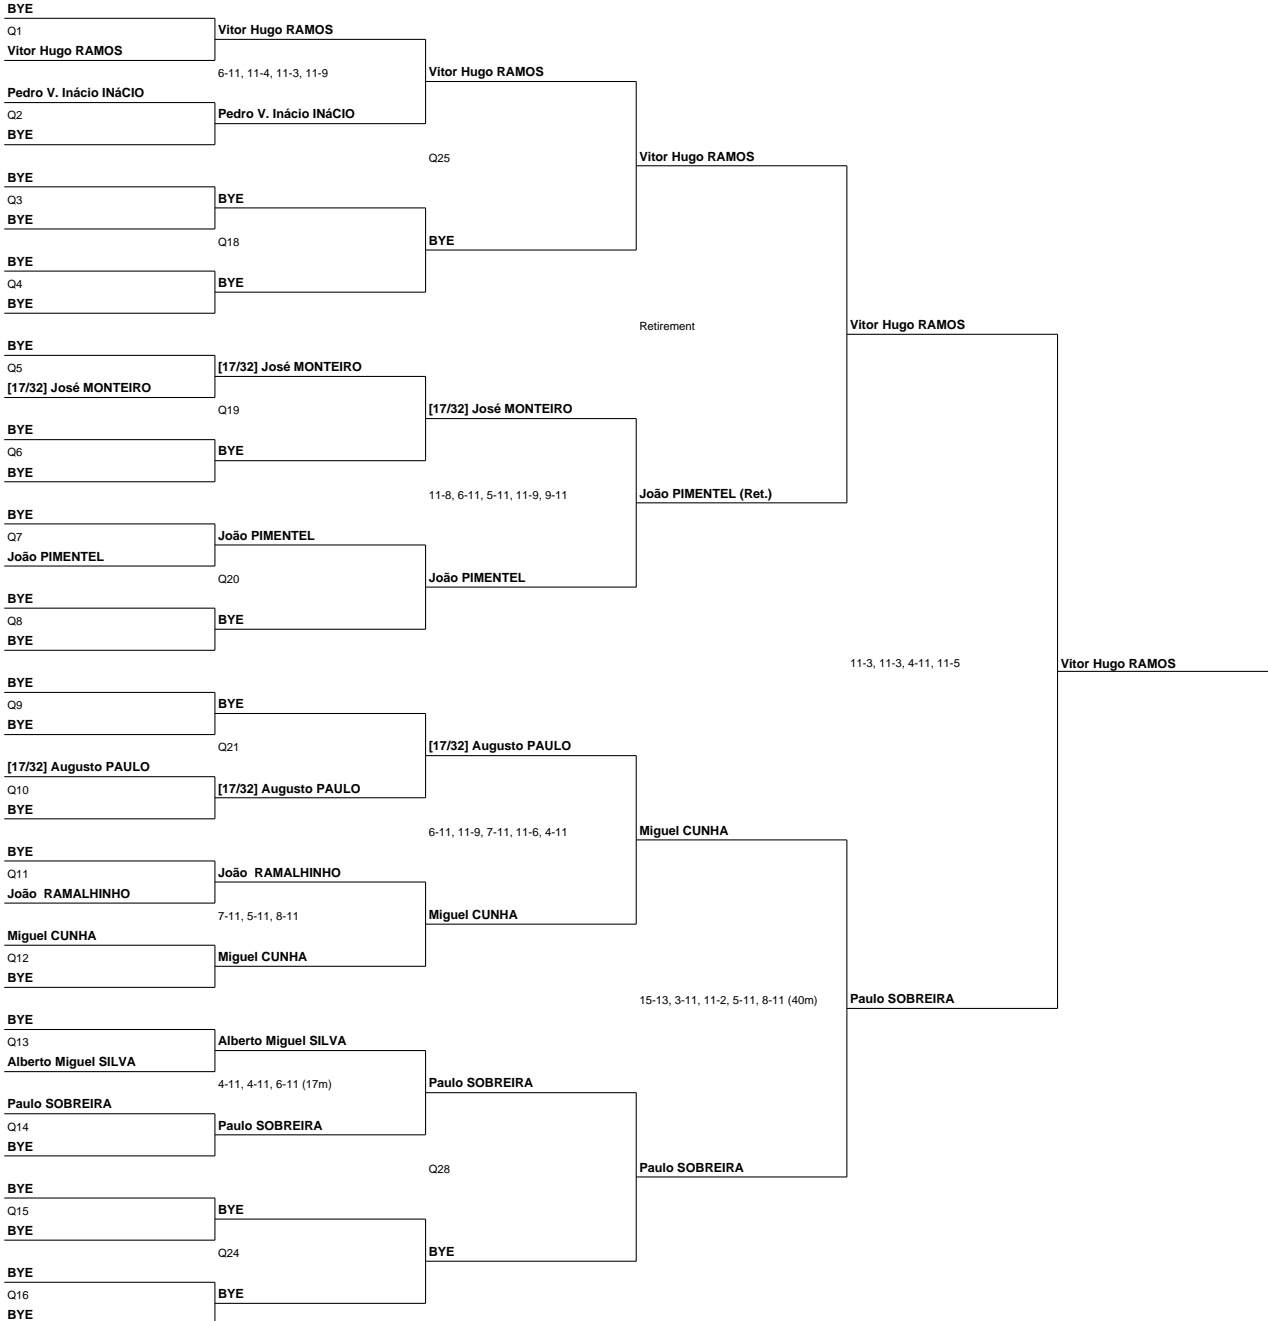 BYE
Q1
Vitor Hugo RAMOS
Pedro V. Inácio INáCIO
Q2
BYE
BYE
Q3
BYE
BYE
Q4
BYE
BYE
Q5
[17/32] José MONTEIRO
BYE
Q6
BYE
BYE
Q7
João PIMENTEL
BYE
Q8
BYE
BYE
Q9
BYE
[17/32] Augusto PAULO
Q10
BYE
BYE
Q11
João  RAMALHINHO
Miguel CUNHA
Q12
BYE
BYE
Q13
Alberto Miguel SILVA
Paulo SOBREIRA
Q14
BYE
BYE
Q15
BYE
BYE
Q16
BYE
Vitor Hugo RAMOS
6-11, 11-4, 11-3, 11-9
Pedro V. Inácio INáCIO
BYE
Q18
BYE
[17/32] José MONTEIRO
Q19
BYE
João PIMENTEL
Q20
BYE
BYE
Q21
[17/32] Augusto PAULO
João  RAMALHINHO
7-11, 5-11, 8-11
Miguel CUNHA
Alberto Miguel SILVA
4-11, 4-11, 6-11 (17m)
Paulo SOBREIRA
BYE
Q24
BYE
Vitor Hugo RAMOS
Q25
BYE
[17/32] José MONTEIRO
11-8, 6-11, 5-11, 11-9, 9-11
João PIMENTEL
[17/32] Augusto PAULO
6-11, 11-9, 7-11, 11-6, 4-11
Miguel CUNHA
Paulo SOBREIRA
Q28
BYE
Vitor Hugo RAMOS
Retirement
João PIMENTEL (Ret.)
Miguel CUNHA
15-13, 3-11, 11-2, 5-11, 8-11 (40m)
Paulo SOBREIRA
Vitor Hugo RAMOS
11-3, 11-3, 4-11, 11-5
Paulo SOBREIRA
Vitor Hugo RAMOS